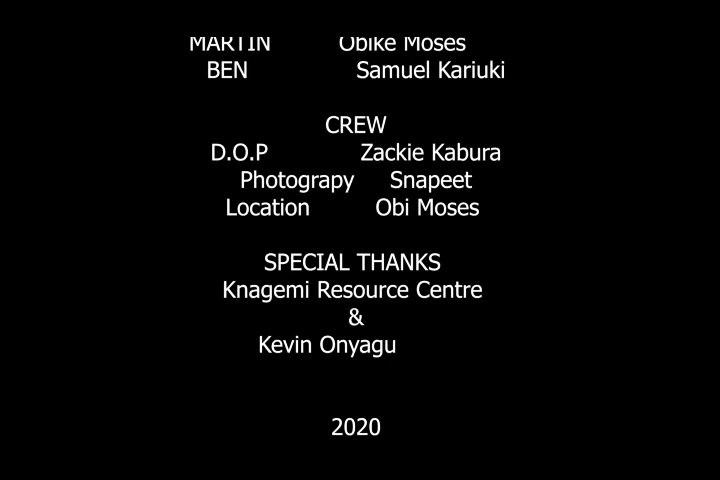 MARTIN Obike Moses
BEN Samuel Kariuki
CREW
D.O.P Zackie Kabura
Photograpy Snapeet
Location Obi Moses
SPECIAL THANKS
Knagemi Resource Centre
&
Kevin Onyagu
2020